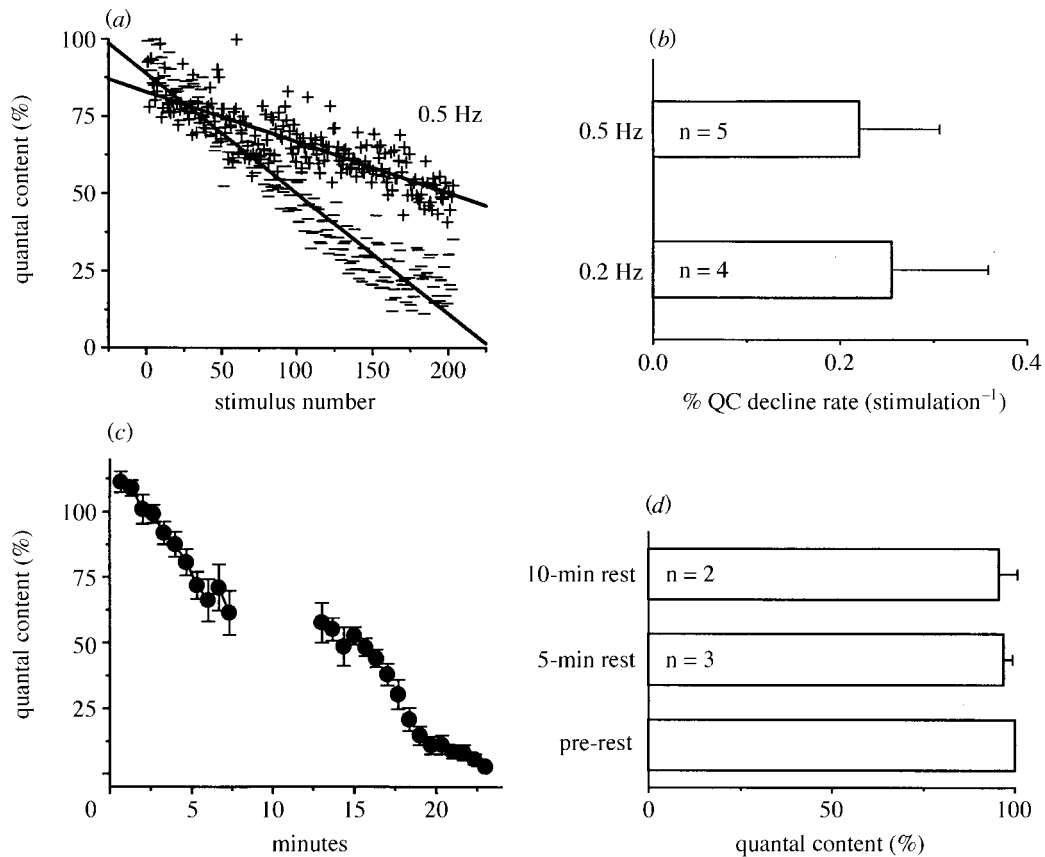 (a)
100
75
50
25
0
quantal content (%)
0.5 Hz
0 50 100 150 200
stimulus number
(b)
0.5 Hz
n = 5
0.2 Hz
n = 4
0.0 0.2 0.4
% QC decline rate (stimulation⁻¹)
(c)
100
75
50
25
quantal content (%)
0 5 10 15 20
minutes
(d)
10-min rest
n = 2
5-min rest
n = 3
pre-rest
0 50 100
quantal content (%)